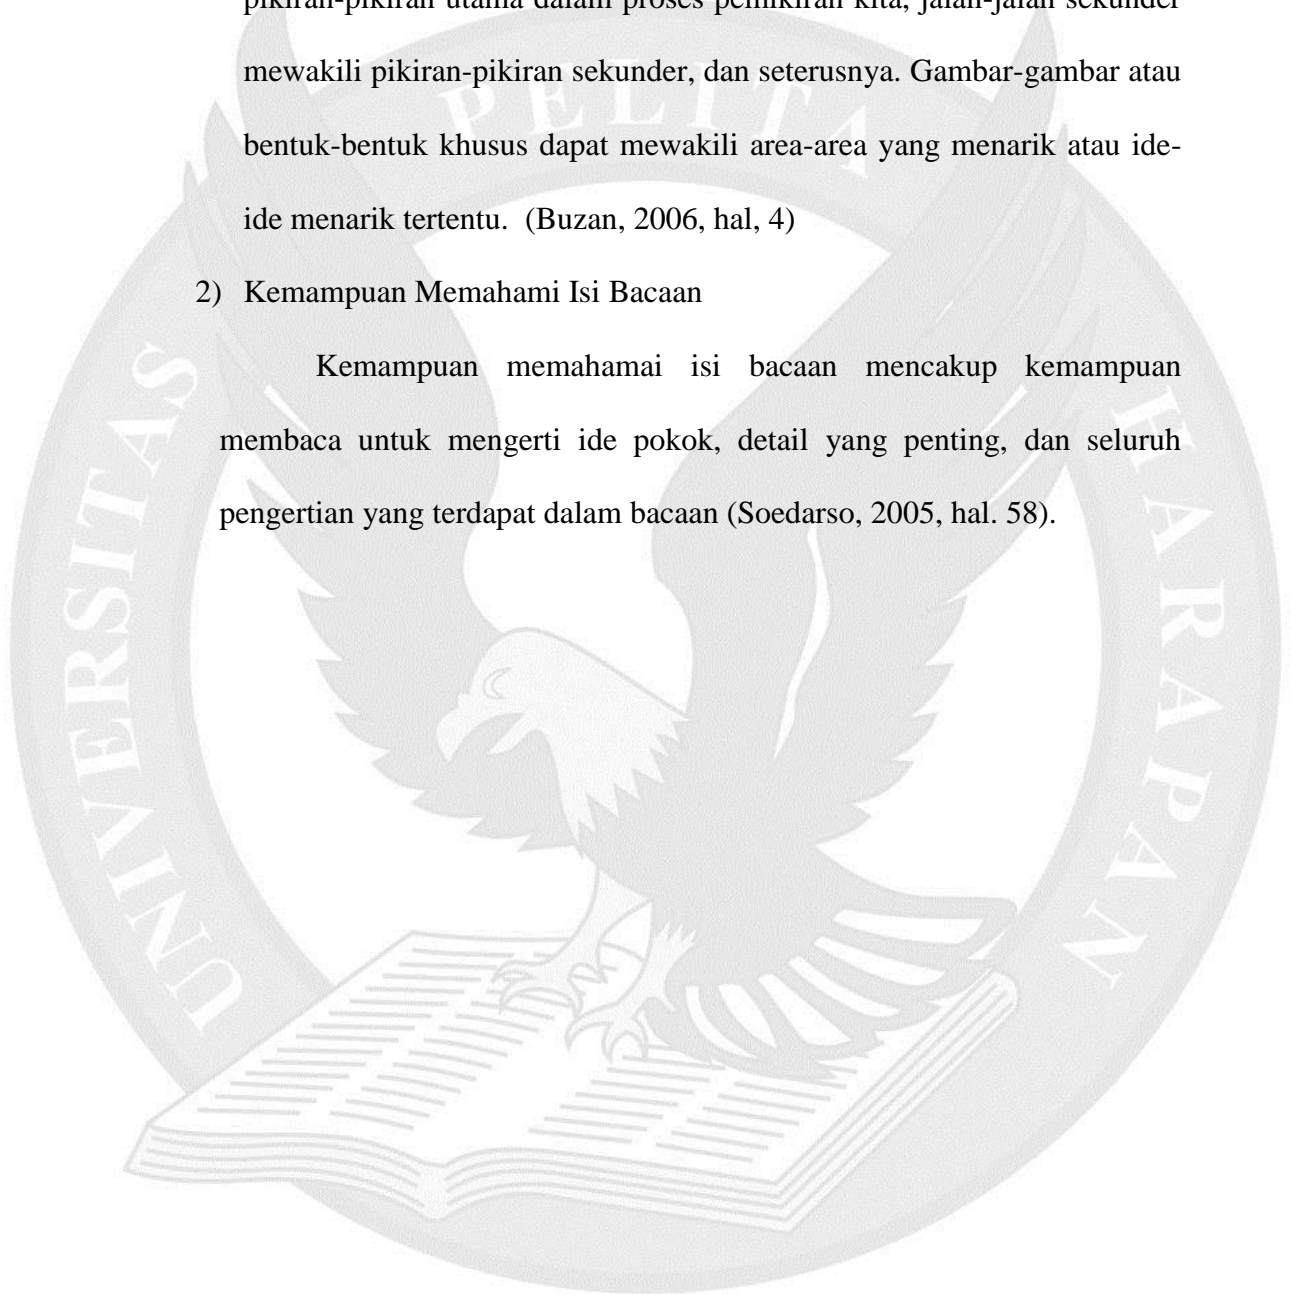 pikiran-pikiran utama dalam proses pemikiran kita, jalan-jalan sekunder
mewakili pikiran-pikiran sekunder, dan seterusnya. Gambar-gambar atau
bentuk-bentuk khusus dapat mewakili area-area yang menarik atau ide-
ide menarik tertentu. (Buzan, 2006, hal, 4)
2) Kemampuan Memahami Isi Bacaan
Kemampuan memahamai isi bacaan mencakup kemampuan
membaca untuk mengerti ide pokok, detail yang penting, dan seluruh
pengertian yang terdapat dalam bacaan (Soedarso, 2005, hal. 58).
UNIVERSITAS
PELITA
HARAPAN